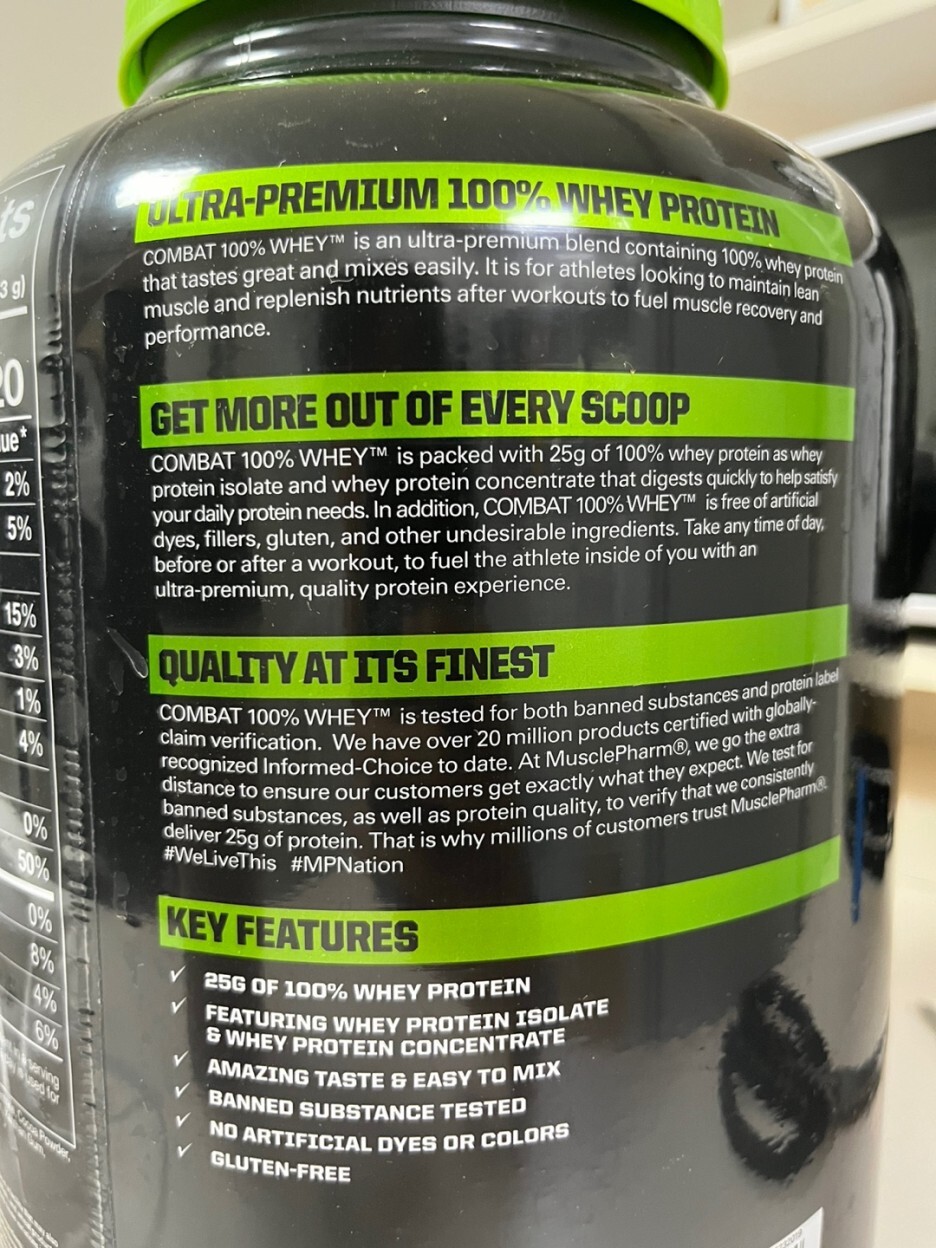 ts
3 g)
20
ue*
2%
5%
15%
3%
1%
4%
0%
50%
0%
8%
4%
6%
ULTRA-PREMIUM 100% WHEY PROTEIN
COMBAT 100% WHEY™ is an ultra-premium blend containing 100% whey protein
that tastes great and mixes easily. It is for athletes looking to maintain lean
muscle and replenish nutrients after workouts to fuel muscle recovery and
performance.
GET MORE OUT OF EVERY SCOOP
COMBAT 100% WHEY™ is packed with 25g of 100% whey protein as whey
protein isolate and whey protein concentrate that digests quickly to help satisfy
your daily protein needs. In addition, COMBAT 100% WHEY™ is free of artificial
dyes, fillers, gluten, and other undesirable ingredients. Take any time of day,
before or after a workout, to fuel the athlete inside of you with an
ultra-premium, quality protein experience.
QUALITY AT ITS FINEST
COMBAT 100% WHEY™ is tested for both banned substances and protein label
claim verification. We have over 20 million products certified with globally-
recognized Informed-Choice to date. At MusclePharm®, we go the extra
distance to ensure our customers get exactly what they expect. We test for
banned substances, as well as protein quality, to verify that we consistently
deliver 25g of protein. That is why millions of customers trust MusclePharm®.
#WeLiveThis #MPNation
KEY FEATURES
✓ 25G OF 100% WHEY PROTEIN
✓ FEATURING WHEY PROTEIN ISOLATE
& WHEY PROTEIN CONCENTRATE
✓ AMAZING TASTE & EASY TO MIX
✓ BANNED SUBSTANCE TESTED
✓ NO ARTIFICIAL DYES OR COLORS
✓ GLUTEN-FREE